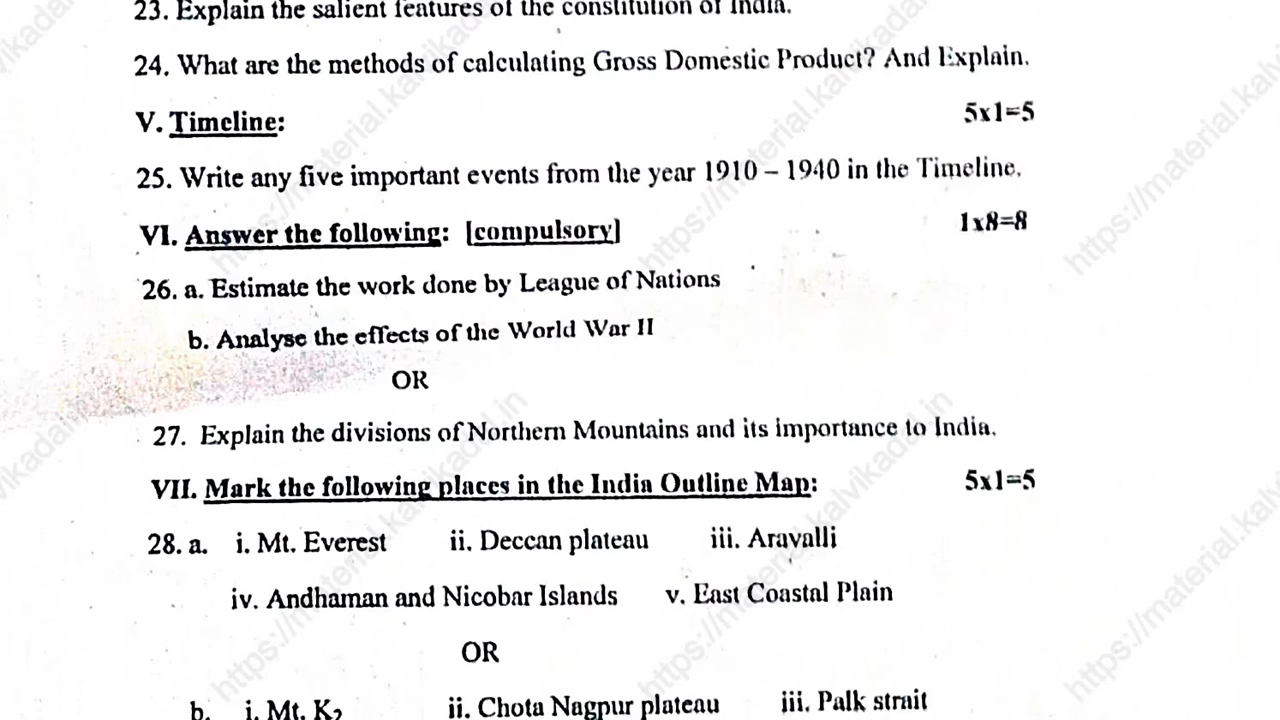 23. Explain the salient features of the constitution of India.
24. What are the methods of calculating Gross Domestic Product? And Explain.
V. Timeline: 5x1=5
25. Write any five important events from the year 1910 – 1940 in the Timeline.
VI. Answer the following: [compulsory] 1x8=8
26. a. Estimate the work done by League of Nations
b. Analyse the effects of the World War II
OR
27. Explain the divisions of Northern Mountains and its importance to India.
VII. Mark the following places in the India Outline Map: 5x1=5
28. a. i. Mt. Everest ii. Deccan plateau iii. Aravalli
iv. Andhaman and Nicobar Islands v. East Coastal Plain
OR
b. i. Mt. K2 ii. Chota Nagpur plateau iii. Palk strait
https://material.kalvikadal.in